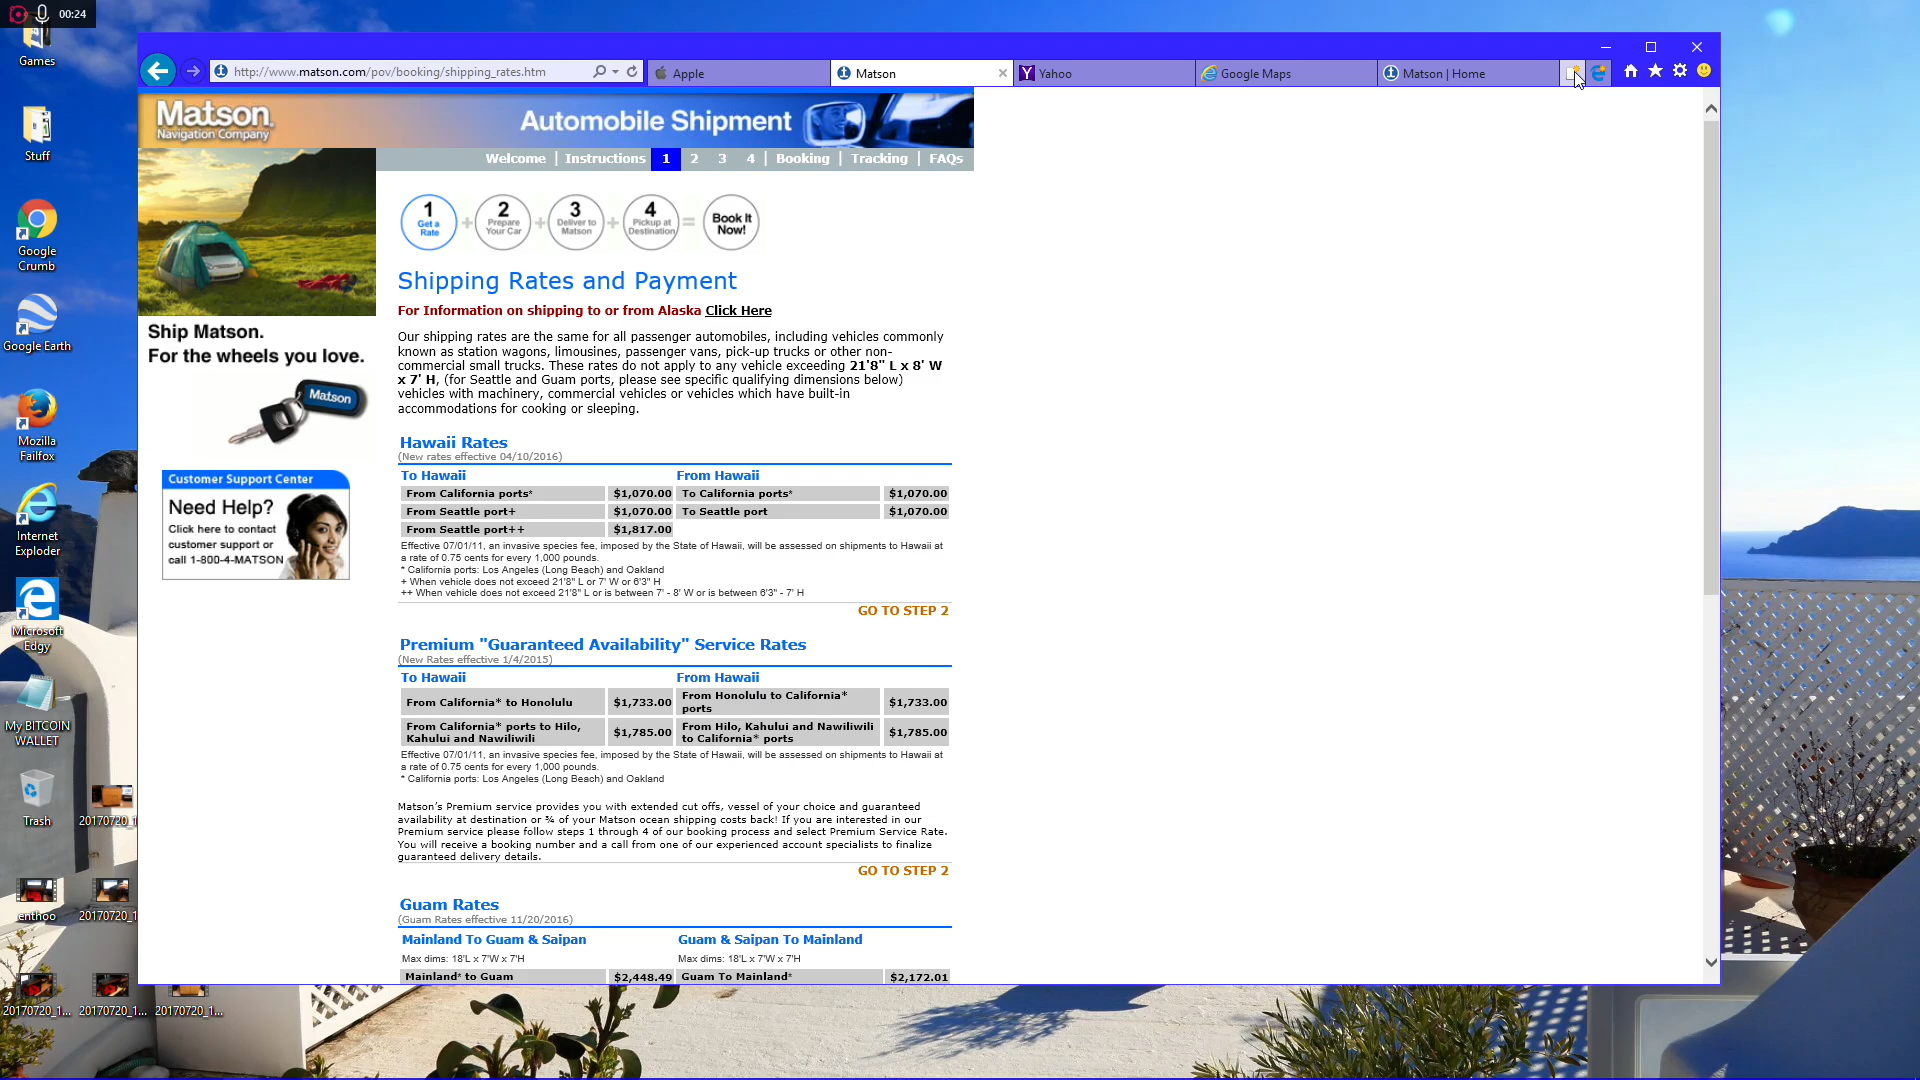 00:24
Games
Stuff
Google
Crumb
Google Earth
Mozilla
Failfox
Internet
Exploder
Microsoft
Edgy
My BITCOIN
WALLET
Trash
20170720_1
enthoo
20170720_1
20170720_1...
20170720_1...
20170720_1...
http://www.matson.com/pov/booking/shipping_rates.htm
Apple
Matson
Yahoo
Google Maps
Matson | Home
Matson.
Navigation Company
Automobile Shipment
Welcome | Instructions 1 2 3 4 | Booking | Tracking | FAQs
1
Get a
Rate
+
2
Prepare
Your Car
+
3
Deliver to
Matson
+
4
Pickup at
Destination
=
Book It
Now!
Ship Matson.
For the wheels you love.
Matson
Customer Support Center
Need Help?
Click here to contact
customer support or
call 1-800-4-MATSON
Shipping Rates and Payment
For Information on shipping to or from Alaska Click Here
Our shipping rates are the same for all passenger automobiles, including vehicles commonly
known as station wagons, limousines, passenger vans, pick-up trucks or other non-
commercial small trucks. These rates do not apply to any vehicle exceeding 21'8" L x 8' W
x 7' H, (for Seattle and Guam ports, please see specific qualifying dimensions below)
vehicles with machinery, commercial vehicles or vehicles which have built-in
accommodations for cooking or sleeping.
Hawaii Rates
(New rates effective 04/10/2016)
To Hawaii From Hawaii
From California ports* $1,070.00 To California ports* $1,070.00
From Seattle port+ $1,070.00 To Seattle port $1,070.00
From Seattle port++ $1,817.00
Effective 07/01/11, an invasive species fee, imposed by the State of Hawaii, will be assessed on shipments to Hawaii at
a rate of 0.75 cents for every 1,000 pounds.
* California ports: Los Angeles (Long Beach) and Oakland
+ When vehicle does not exceed 21'8" L or 7' W or 6'3" H
++ When vehicle does not exceed 21'8" L or is between 7' - 8' W or is between 6'3" - 7' H
GO TO STEP 2
Premium "Guaranteed Availability" Service Rates
(New Rates effective 1/4/2015)
To Hawaii From Hawaii
From California* to Honolulu $1,733.00 From Honolulu to California*
ports $1,733.00
From California* ports to Hilo,
Kahului and Nawiliwili $1,785.00 From Hilo, Kahului and Nawiliwili
to California* ports $1,785.00
Effective 07/01/11, an invasive species fee, imposed by the State of Hawaii, will be assessed on shipments to Hawaii at
a rate of 0.75 cents for every 1,000 pounds.
* California ports: Los Angeles (Long Beach) and Oakland
Matson's Premium service provides you with extended cut offs, vessel of your choice and guaranteed
availability at destination or ¾ of your Matson ocean shipping costs back! If you are interested in our
Premium service please follow steps 1 through 4 of our booking process and select Premium Service Rate.
You will receive a booking number and a call from one of our experienced account specialists to finalize
guaranteed delivery details.
GO TO STEP 2
Guam Rates
(Guam Rates effective 11/20/2016)
Mainland To Guam & Saipan Guam & Saipan To Mainland
Max dims: 18'L x 7'W x 7'H Max dims: 18'L x 7'W x 7'H
Mainland* to Guam $2,448.49 Guam To Mainland* $2,172.01